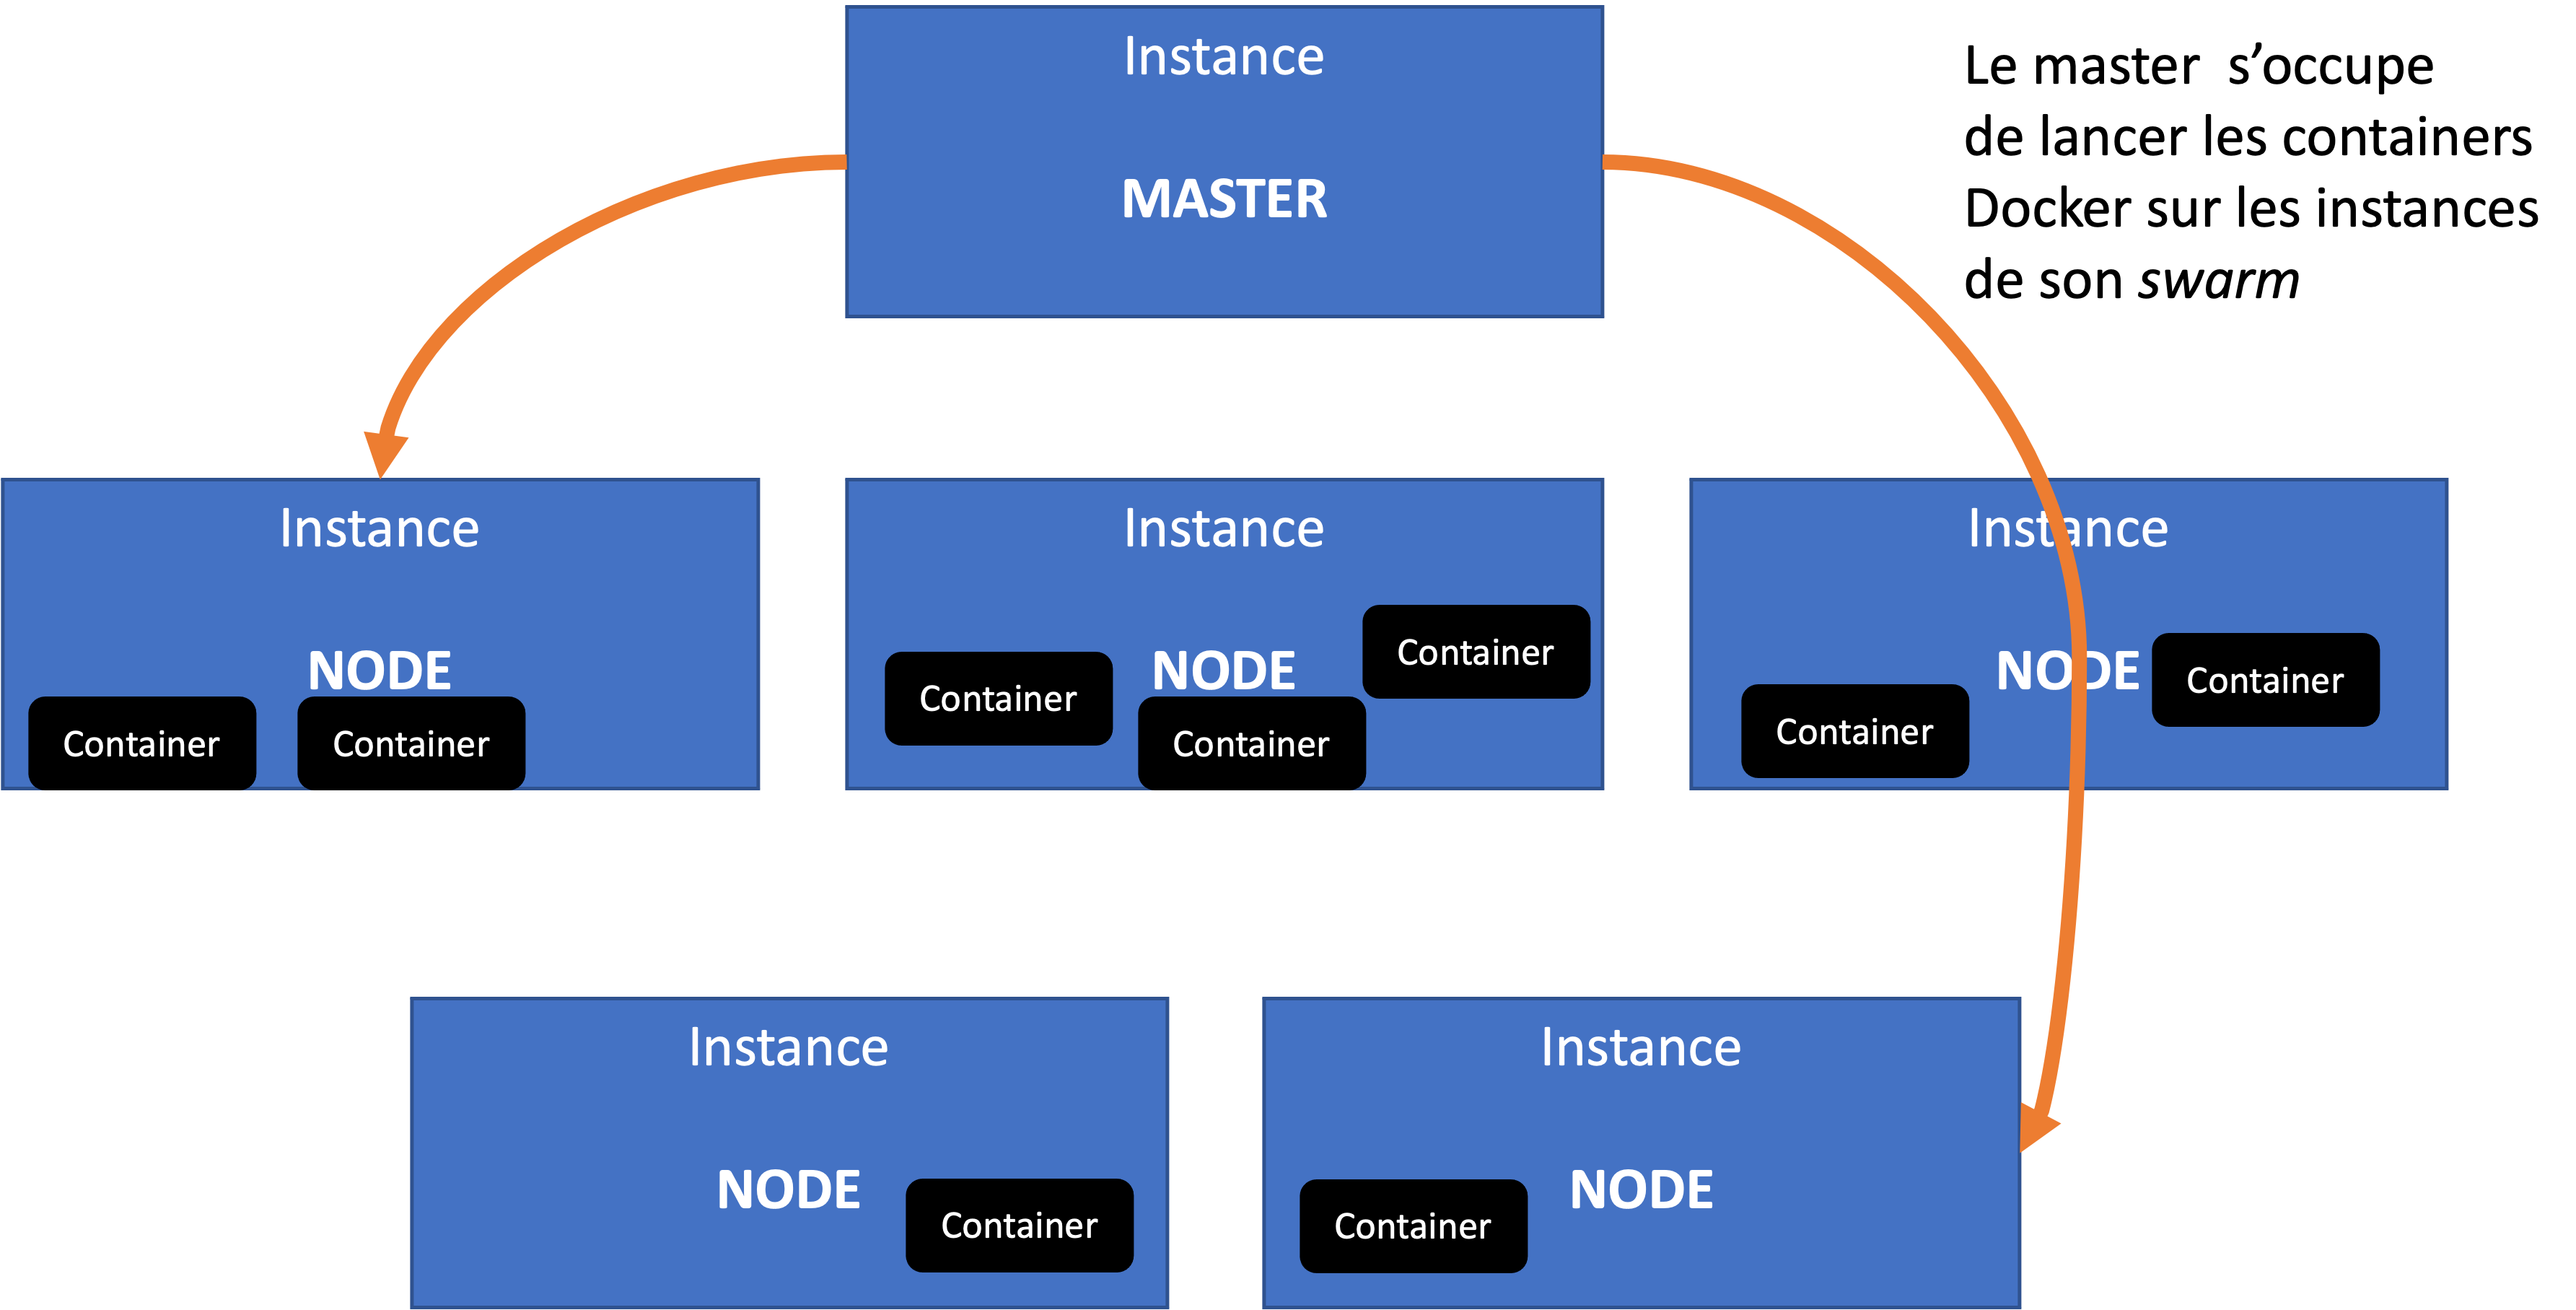 Instance
MASTER
Le master s’occupe
de lancer les containers
Docker sur les instances
de son swarm
Instance
NODE
Container
Container
Instance
NODE
Container
Container
Container
Instance
NODE
Container
Container
Instance
NODE
Container
Instance
NODE
Container